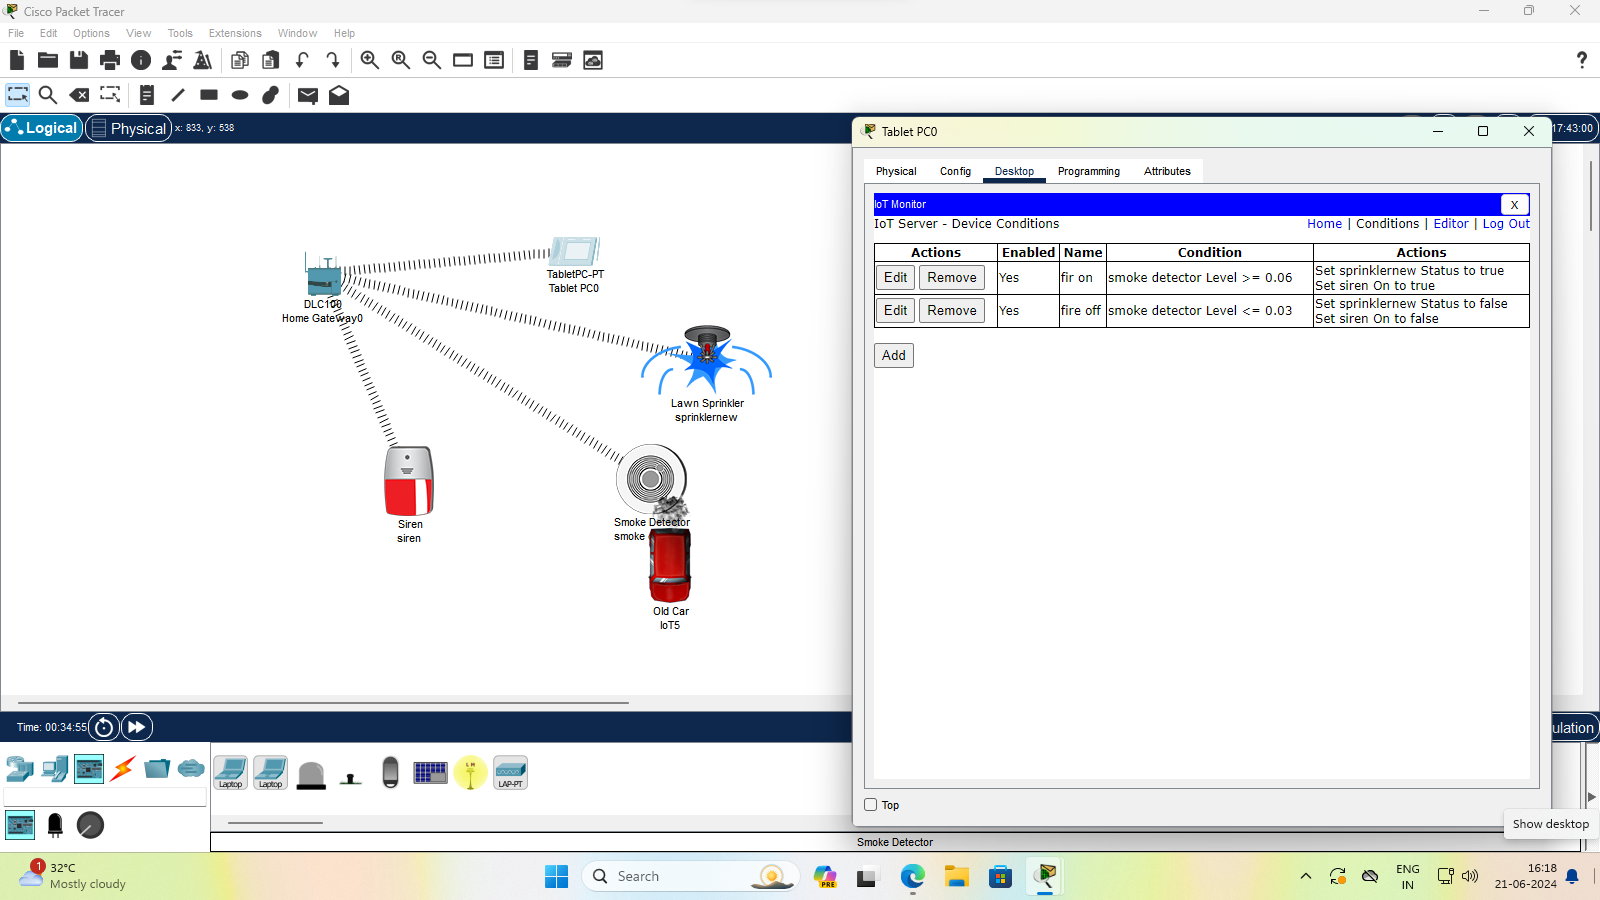 Cisco Packet Tracer
File Edit Options View Tools Extensions Window Help
Logical Physical x: 833, y: 538
17:43:00
DLC100
Home Gateway0
TabletPC-PT
Tablet PC0
Lawn Sprinkler
sprinklernew
Siren
siren
Smoke Detector
smoke
Old Car
IoT5
Tablet PC0
Physical Config Desktop Programming Attributes
IoT Monitor X
IoT Server - Device Conditions Home | Conditions | Editor | Log Out
Actions Enabled Name Condition Actions
Edit Remove Yes fir on smoke detector Level >= 0.06 Set sprinklernew Status to true
Set siren On to true
Edit Remove Yes fire off smoke detector Level <= 0.03 Set sprinklernew Status to false
Set siren On to false
Add
Top
Time: 00:34:55
ulation
Laptop Laptop LM LAP-PT
Show desktop
Smoke Detector
1 32°C
Mostly cloudy
Search
PRE
ENG
IN
16:18
21-06-2024